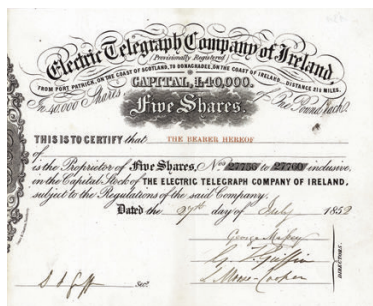 Electric Telegraph Company of Ireland,
Provisionally Registered
FROM PORT PATRICK, ON THE COAST OF SCOTLAND, TO DONAGHADEE, ON THE COAST OF IRELAND. DISTANCE 21½ MILES.
CAPITAL, £40,000.
In 40,000 Shares of One Pound Each.
Five Shares.
THIS IS TO CERTIFY that THE BEARER HEREOF
is the Proprietor of Five Shares, Nos 27756 to 27760 inclusive,
in the Capital Stock of THE ELECTRIC TELEGRAPH COMPANY OF IRELAND,
subject to the Regulations of the said Company.
Dated the 27th day of July 1852
George
Griffin
Secy.
DIRECTORS.